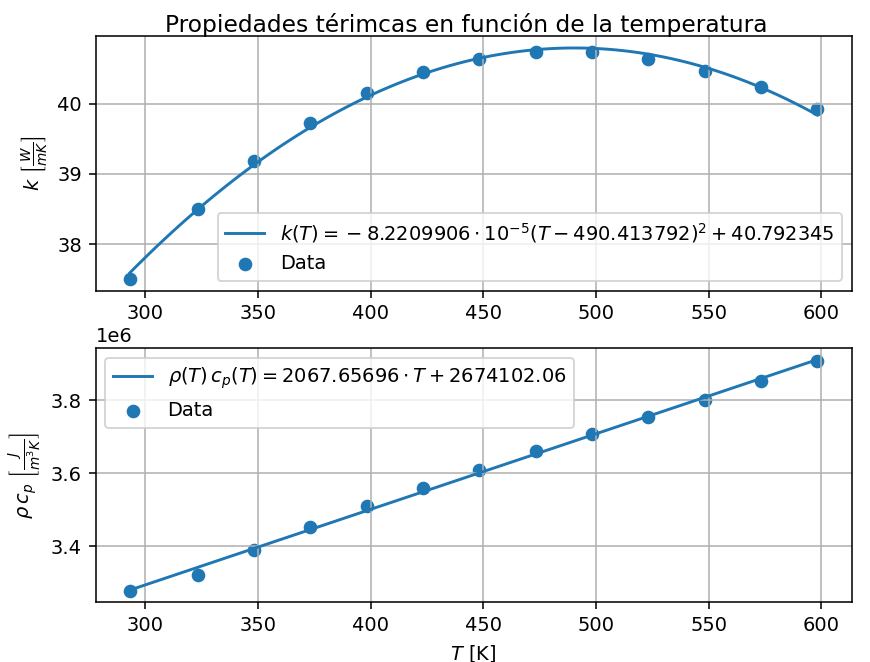 Propiedades térimcas en función de la temperatura
40
39
38
k [W/mK]
k(T) = −8.2209906 · 10⁻⁵(T − 490.413792)² + 40.792345
Data
300 350 400 450 500 550 600
1e6
3.8
3.6
3.4
ρ cₚ [J/m³K]
ρ(T) cₚ(T) = 2067.65696 · T + 2674102.06
Data
300 350 400 450 500 550 600
T [K]